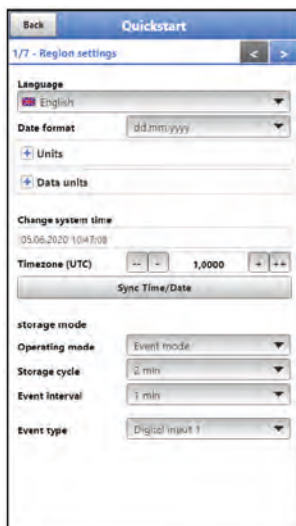 Back Quickstart
1/7 - Region settings < >
Language
English
Date format dd.mm.yyyy
+ Units
+ Data units
Change system time
05.06.2020 10:47:08
Timezone (UTC) -- - 1,0000 + ++
Sync Time/Date
storage mode
Operating mode Event mode
Storage cycle 2 min
Event interval 1 min
Event type Digital input 1